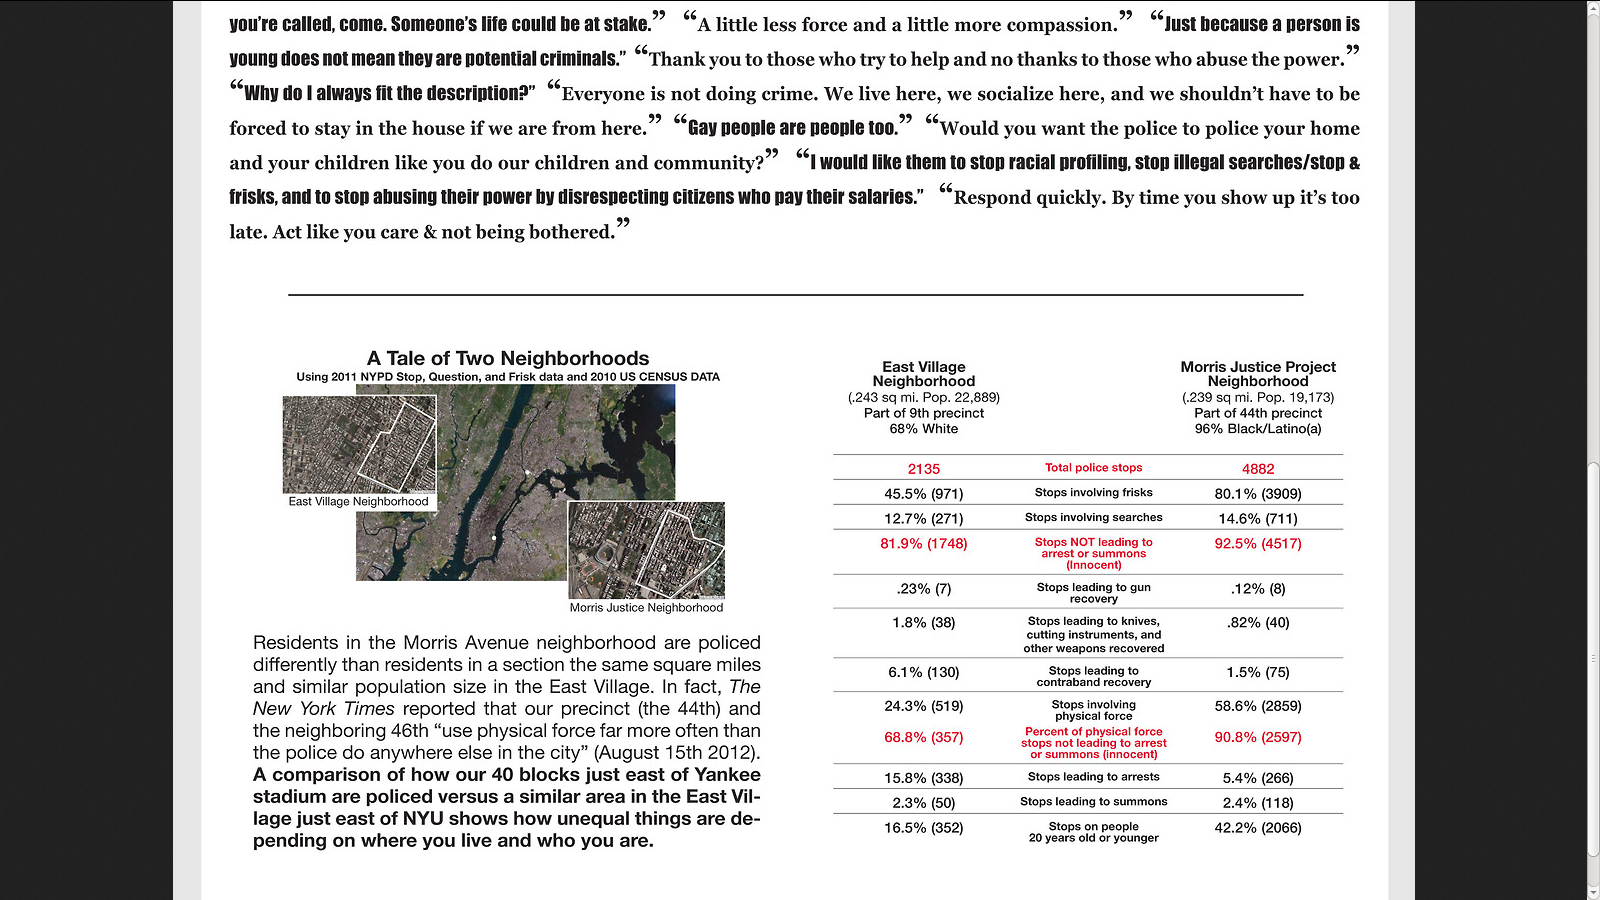 you’re called, come. Someone’s life could be at stake.” “A little less force and a little more compassion.” “Just because a person is
young does not mean they are potential criminals.” “Thank you to those who try to help and no thanks to those who abuse the power.”
“Why do I always fit the description?” “Everyone is not doing crime. We live here, we socialize here, and we shouldn’t have to be
forced to stay in the house if we are from here.” “Gay people are people too.” “Would you want the police to police your home
and your children like you do our children and community?” “I would like them to stop racial profiling, stop illegal searches/stop &
frisks, and to stop abusing their power by disrespecting citizens who pay their salaries.” “Respond quickly. By time you show up it’s too
late. Act like you care & not being bothered.”
A Tale of Two Neighborhoods
Using 2011 NYPD Stop, Question, and Frisk data and 2010 US CENSUS DATA
East Village Neighborhood
Morris Justice Neighborhood
Residents in the Morris Avenue neighborhood are policed
differently than residents in a section the same square miles
and similar population size in the East Village. In fact, The
New York Times reported that our precinct (the 44th) and
the neighboring 46th “use physical force far more often than
the police do anywhere else in the city” (August 15th 2012).
A comparison of how our 40 blocks just east of Yankee
stadium are policed versus a similar area in the East Vil-
lage just east of NYU shows how unequal things are de-
pending on where you live and who you are.
East Village
Neighborhood
(.243 sq mi. Pop. 22,889)
Part of 9th precinct
68% White
Morris Justice Project
Neighborhood
(.239 sq mi. Pop. 19,173)
Part of 44th precinct
96% Black/Latino(a)
2135 Total police stops 4882
45.5% (971) Stops involving frisks 80.1% (3909)
12.7% (271) Stops involving searches 14.6% (711)
81.9% (1748) Stops NOT leading to 92.5% (4517)
arrest or summons
(Innocent)
.23% (7) Stops leading to gun .12% (8)
recovery
1.8% (38) Stops leading to knives, .82% (40)
cutting instruments, and
other weapons recovered
6.1% (130) Stops leading to 1.5% (75)
contraband recovery
24.3% (519) Stops involving 58.6% (2859)
physical force
68.8% (357) Percent of physical force 90.8% (2597)
stops not leading to arrest
or summons (innocent)
15.8% (338) Stops leading to arrests 5.4% (266)
2.3% (50) Stops leading to summons 2.4% (118)
16.5% (352) Stops on people 42.2% (2066)
20 years old or younger